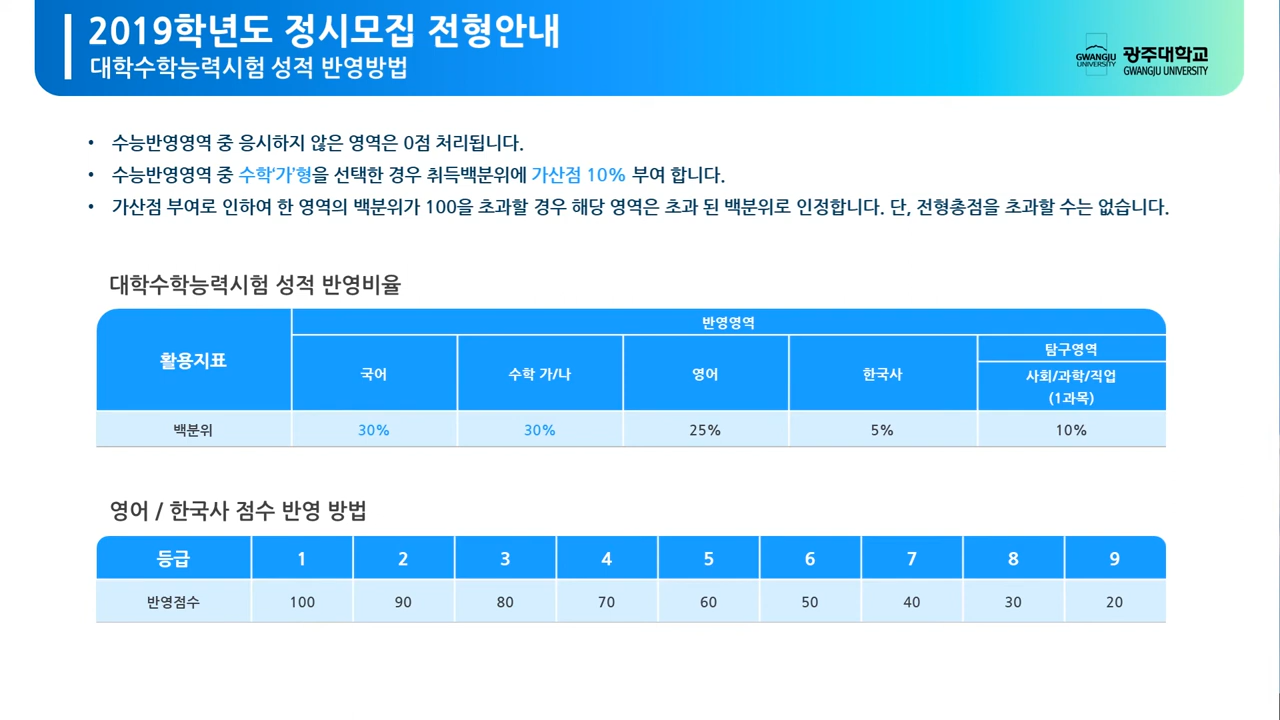 2019학년도 정시모집 전형안내
대학수학능력시험 성적 반영방법
GWANGJU
UNIVERSITY
광주대학교
GWANGJU UNIVERSITY
• 수능반영영역 중 응시하지 않은 영역은 0점 처리됩니다.
• 수능반영영역 중 수학‘가’형을 선택한 경우 취득백분위에 가산점 10% 부여 합니다.
• 가산점 부여로 인하여 한 영역의 백분위가 100을 초과할 경우 해당 영역은 초과 된 백분위로 인정합니다. 단, 전형총점을 초과할 수는 없습니다.
대학수학능력시험 성적 반영비율
활용지표 반영영역
국어 수학 가/나 영어 한국사 탐구영역
사회/과학/직업
(1과목)
백분위 30% 30% 25% 5% 10%
영어 / 한국사 점수 반영 방법
등급 1 2 3 4 5 6 7 8 9
반영점수 100 90 80 70 60 50 40 30 20